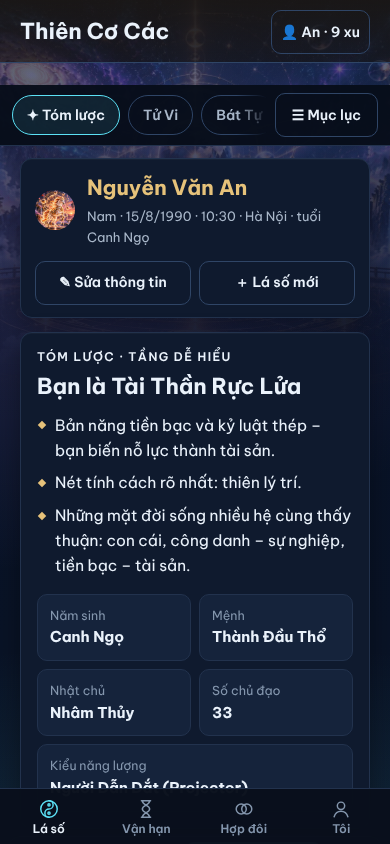 Thiên Cơ Các
An · 9 xu
Tóm lược
Tử Vi
Bát Tự
Mục lục
Nguyễn Văn An
Nam · 15/8/1990 · 10:30 · Hà Nội · tuổi
Canh Ngọ
Sửa thông tin
+ Lá số mới
TÓM LƯỢC · TẦNG DỄ HIỂU
Bạn là Tài Thần Rực Lửa
Bản năng tiền bạc và kỷ luật thép –
bạn biến nỗ lực thành tài sản.
Nét tính cách rõ nhất: thiên lý trí.
Những mặt đời sống nhiều hệ cùng thấy
thuận: con cái, công danh – sự nghiệp,
tiền bạc – tài sản.
Năm sinh
Canh Ngọ
Mệnh
Thành Đầu Thổ
Nhật chủ
Nhâm Thủy
Số chủ đạo
33
Kiểu năng lượng
Người Dẫn Dắt (Projector)
Lá số
Vận hạn
Hợp đôi
Tôi